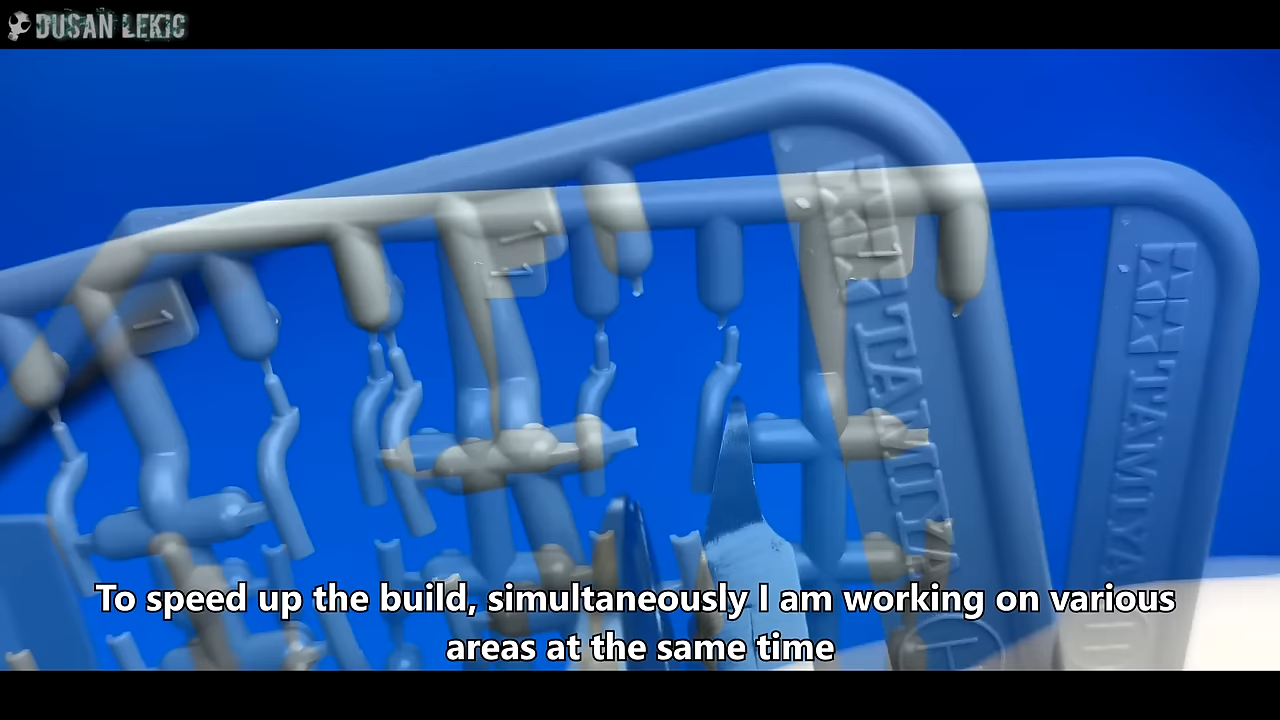 DUSAN LEKIC
TAMIYA
TAMIYA
To speed up the build, simultaneously I am working on various
areas at the same time